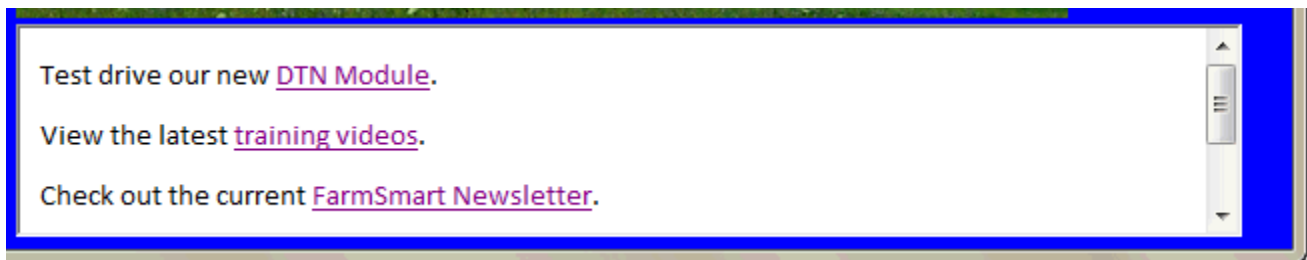 Test drive our new DTN Module.
View the latest training videos.
Check out the current FarmSmart Newsletter.